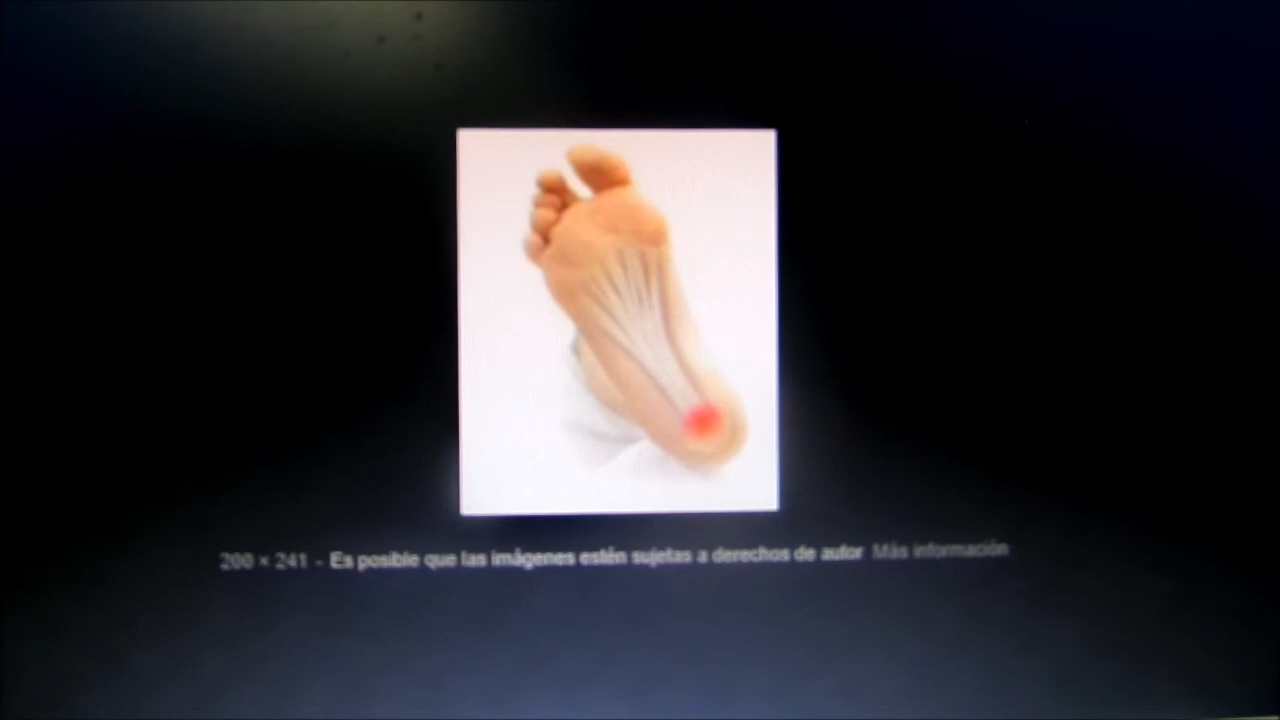 200 × 241 - Es posible que las imágenes estén sujetas a derechos de autor Más información